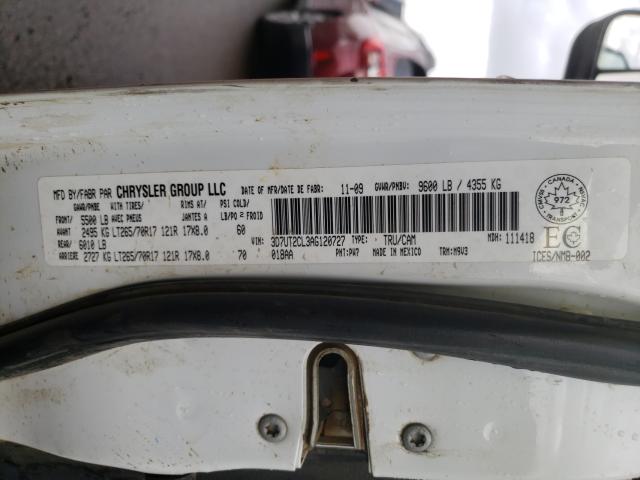 MFD BY/FABR PAR CHRYSLER GROUP LLC
DATE OF MFR/DATE DE FABR: 11-09 GVWR/PNBV: 9600 LB / 4355 KG
GAWR/PNBE WITH TIRES/ RIMS AT/ PSI COLD
FRONT/ 5500 LB AVEC PNEUS JANTES A LB/PO = FROID
AVANT 2495 KG LT265/70R17 121R 17X8.0 60
REAR/ 6010 LB
ARRIERE 2727 KG LT265/70R17 121R 17X8.0 70
3D7UT2CL3AG120727 TYPE: TRU/CAM MDH: 111418
018AA PNT: PW7 MADE IN MEXICO TRM: M9V3
CANADA
972
TRANSPORT
EC
ICES/NMB-002